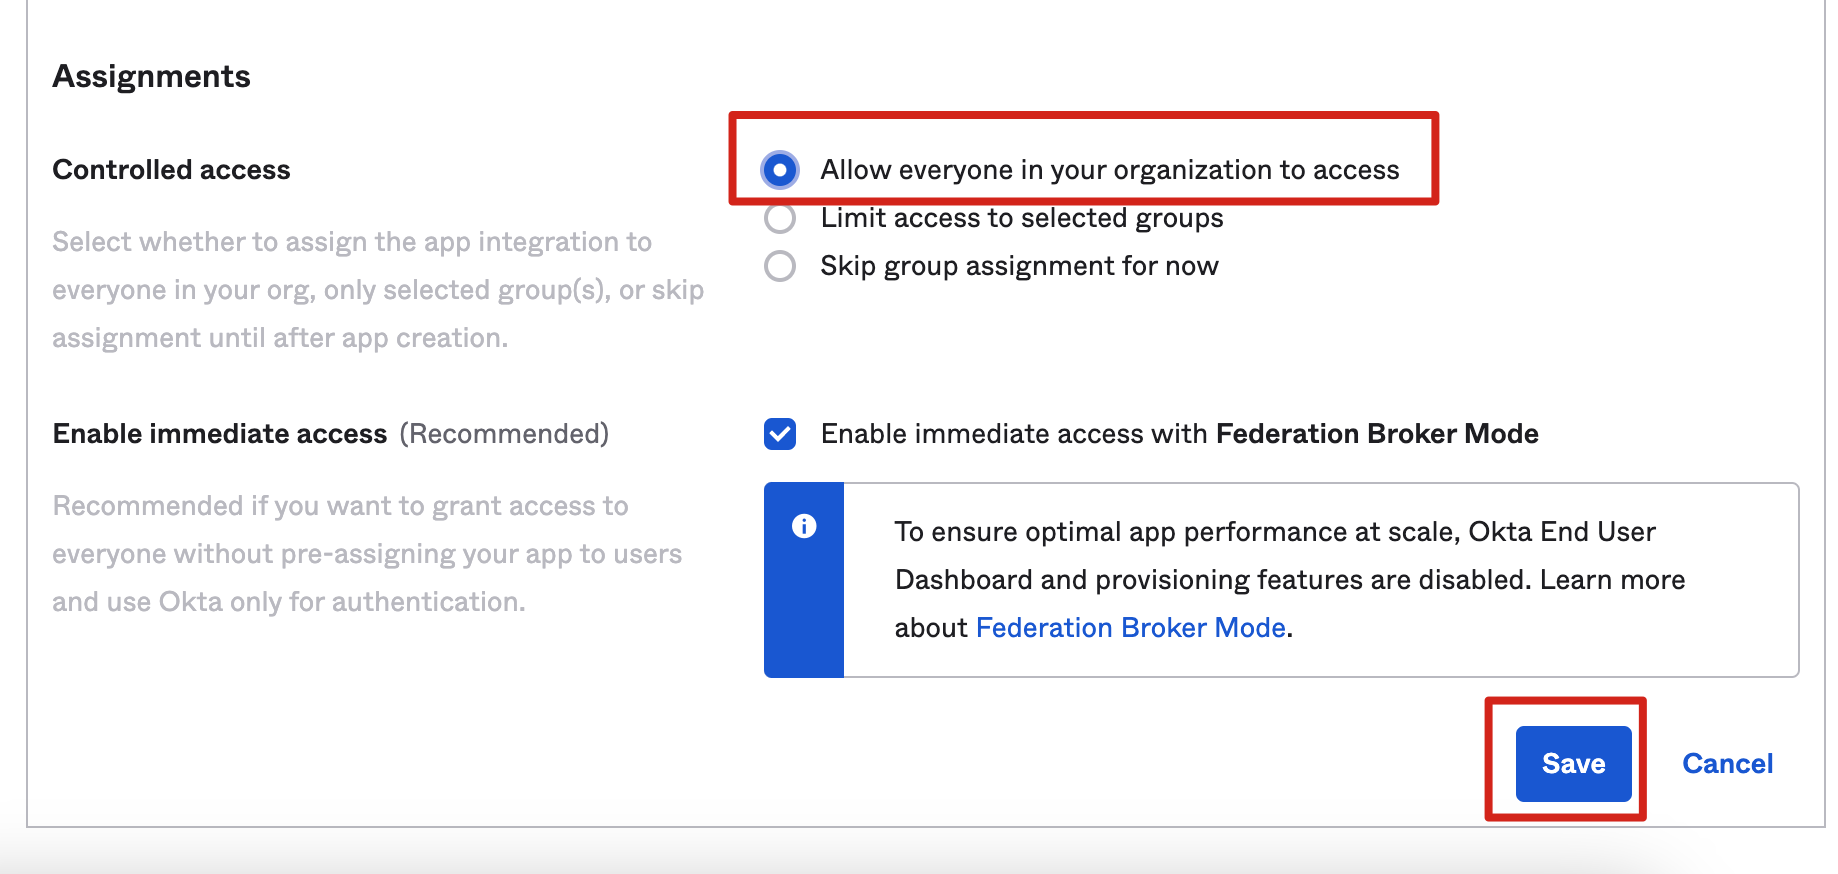 Assignments
Controlled access
Select whether to assign the app integration to
everyone in your org, only selected group(s), or skip
assignment until after app creation.
Allow everyone in your organization to access
Limit access to selected groups
Skip group assignment for now
Enable immediate access (Recommended)
Recommended if you want to grant access to
everyone without pre-assigning your app to users
and use Okta only for authentication.
Enable immediate access with Federation Broker Mode
To ensure optimal app performance at scale, Okta End User
Dashboard and provisioning features are disabled. Learn more
about Federation Broker Mode.
Save
Cancel